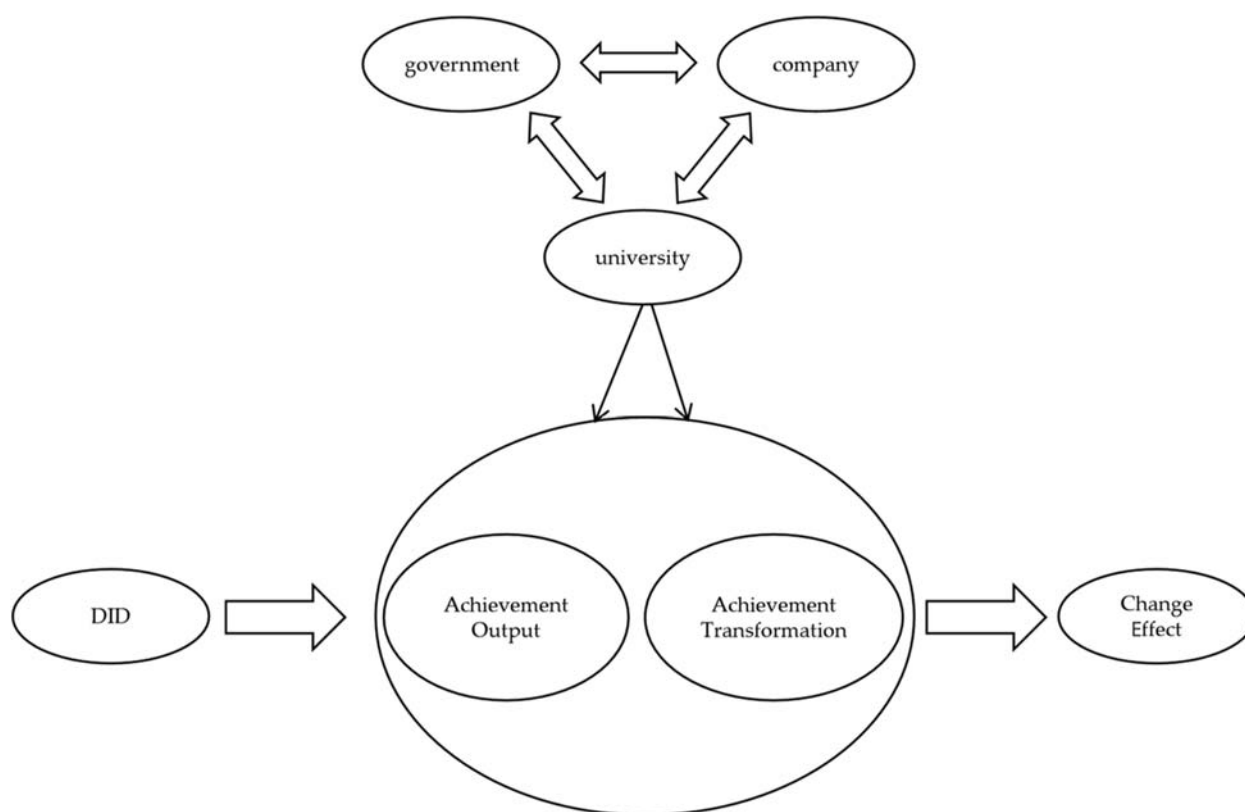 government
company
university
DID
Achievement
Output
Achievement
Transformation
Change
Effect